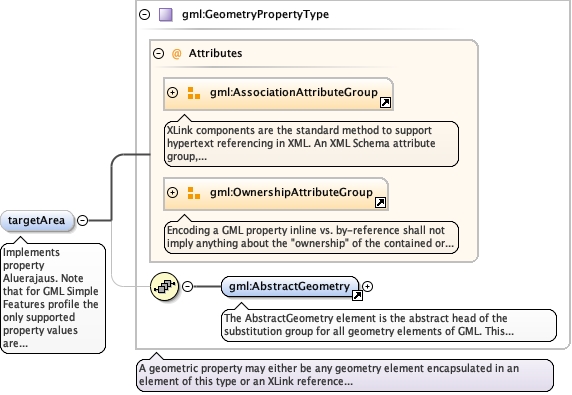 gml:GeometryPropertyType
@ Attributes
gml:AssociationAttributeGroup
XLink components are the standard method to support
hypertext referencing in XML. An XML Schema attribute
group,...
gml:OwnershipAttributeGroup
Encoding a GML property inline vs. by-reference shall not
imply anything about the "ownership" of the contained or...
targetArea
Implements
property
Aluerajaus. Note
that for GML Simple
Features profile the
only supported
property values
are...
gml:AbstractGeometry
The AbstractGeometry element is the abstract head of the
substitution group for all geometry elements of GML. This...
A geometric property may either be any geometry element encapsulated in an
element of this type or an XLink reference...